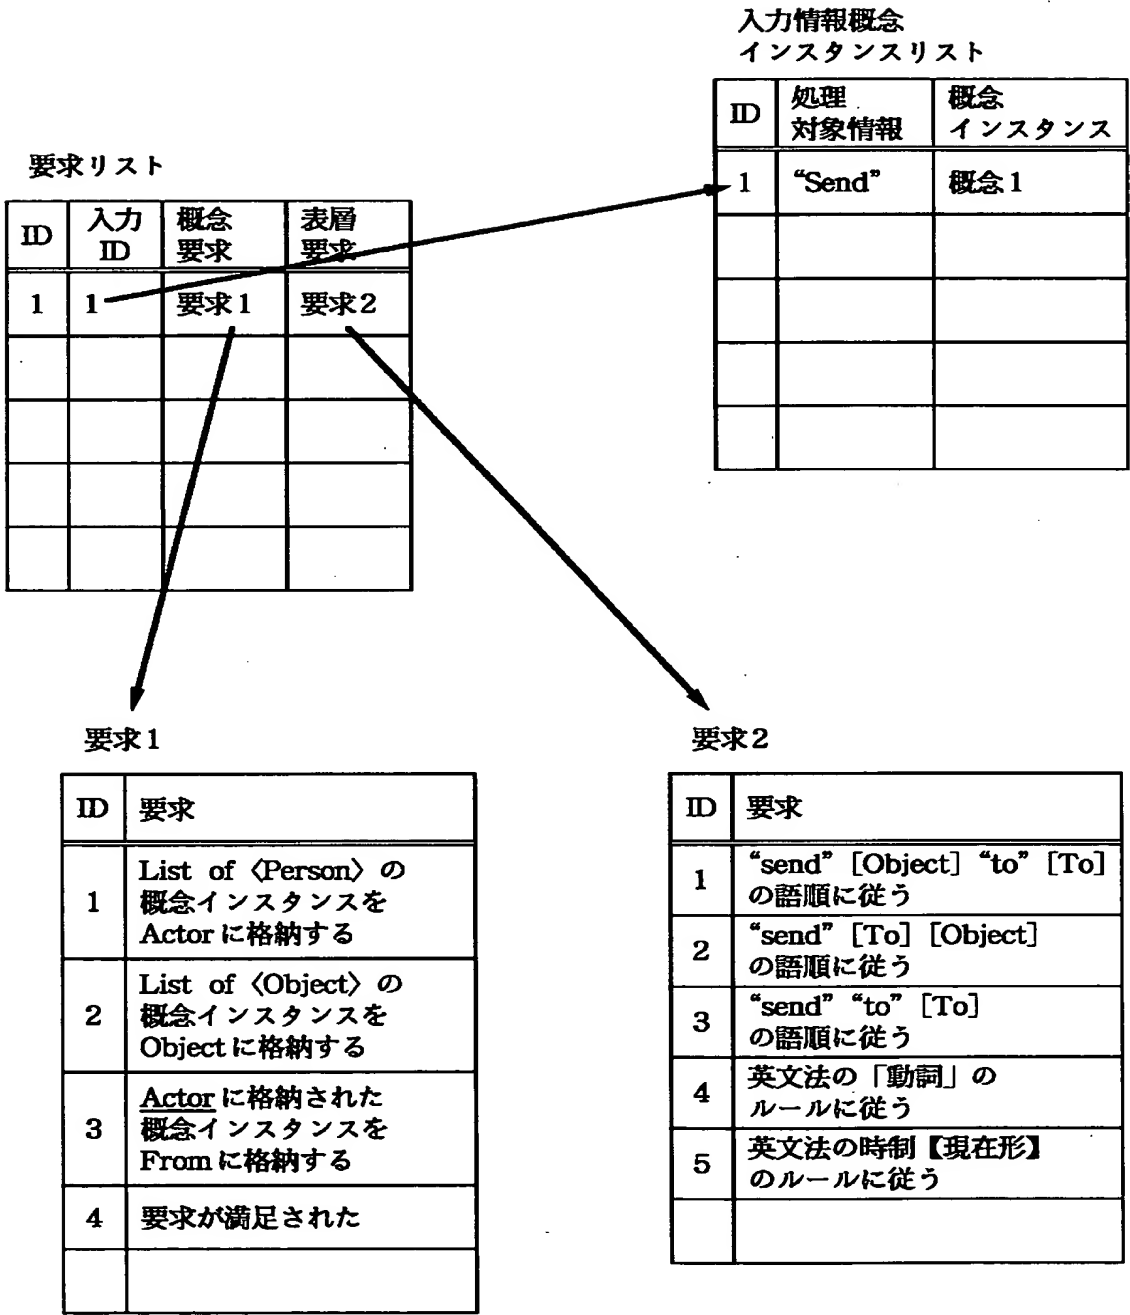 入力情報概念
インスタンスリスト
ID
処理
対象情報
概念
インスタンス
1
“Send”
概念1
要求リスト
ID
入力
ID
概念
要求
表層
要求
1
1
要求1
要求2
要求1
ID
要求
1
List of 〈Person〉の
概念インスタンスを
Actorに格納する
2
List of 〈Object〉の
概念インスタンスを
Objectに格納する
3
Actorに格納された
概念インスタンスを
Fromに格納する
4
要求が満足された
要求2
ID
要求
1
“send” [Object] “to” [To]
の語順に従う
2
“send” [To] [Object]
の語順に従う
3
“send” “to” [To]
の語順に従う
4
英文法の「動詞」の
ルールに従う
5
英文法の時制【現在形】
のルールに従う